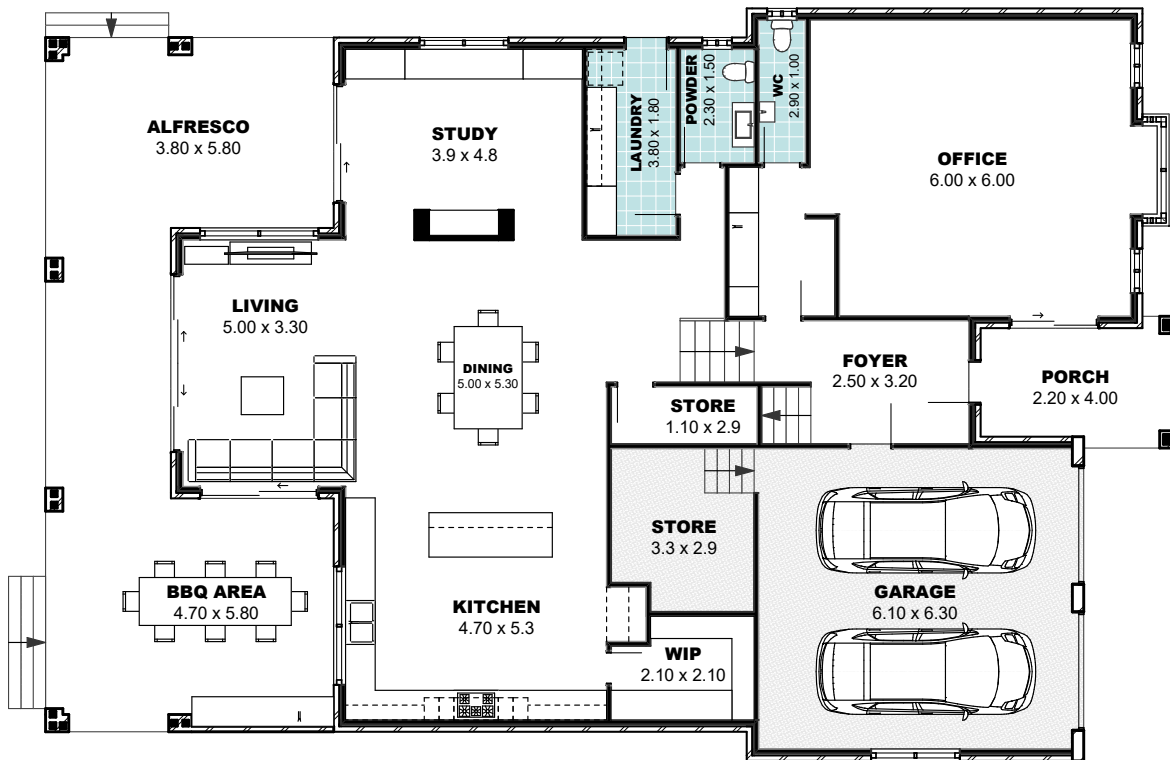 ALFRESCO
3.80 x 5.80
STUDY
3.9 x 4.8
LAUNDRY
3.80 x 1.80
POWDER
2.30 x 1.50
WC
2.90 x 1.00
OFFICE
6.00 x 6.00
LIVING
5.00 x 3.30
DINING
5.00 x 5.30
FOYER
2.50 x 3.20
PORCH
2.20 x 4.00
STORE
1.10 x 2.9
STORE
3.3 x 2.9
BBQ AREA
4.70 x 5.80
KITCHEN
4.70 x 5.3
WIP
2.10 x 2.10
GARAGE
6.10 x 6.30